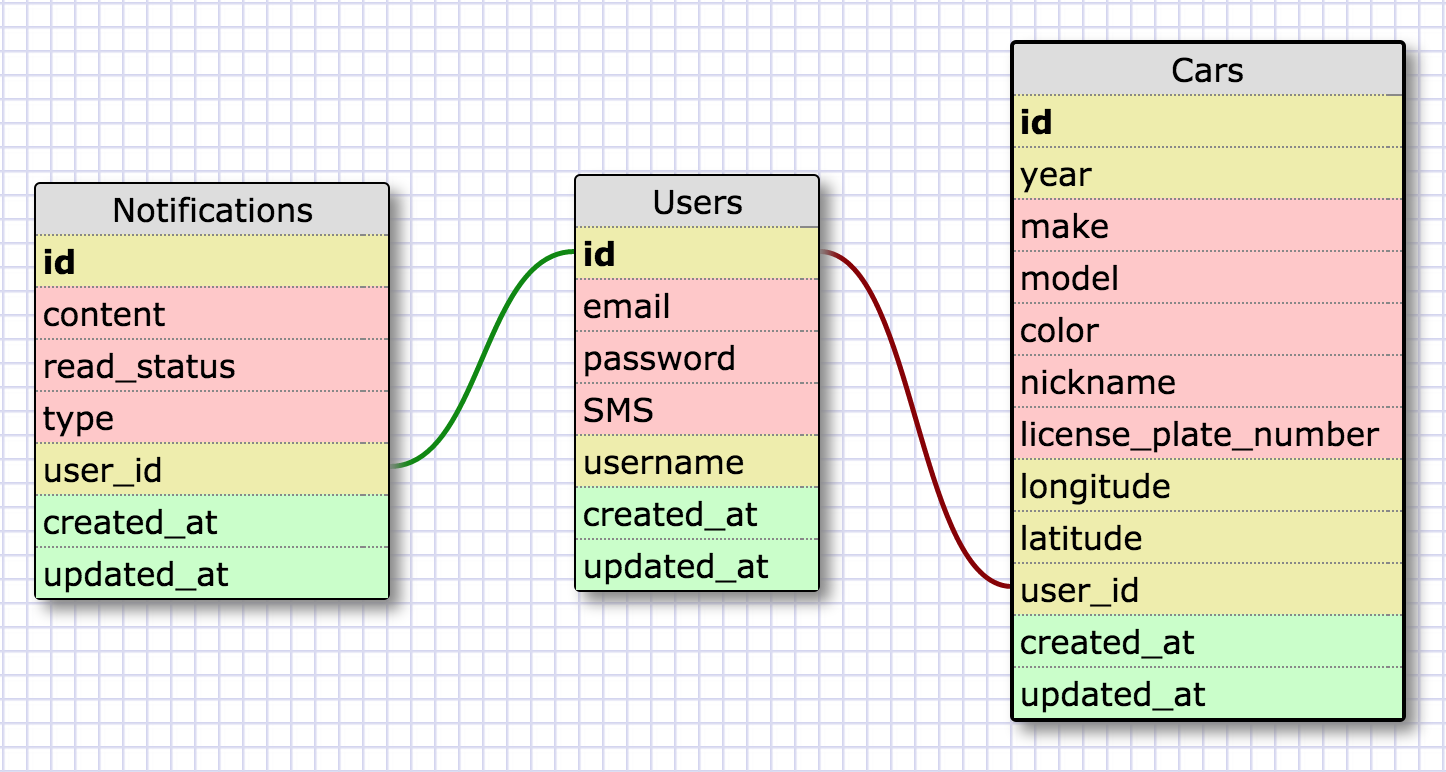 Notifications
id
content
read_status
type
user_id
created_at
updated_at
Users
id
email
password
SMS
username
created_at
updated_at
Cars
id
year
make
model
color
nickname
license_plate_number
longitude
latitude
user_id
created_at
updated_at